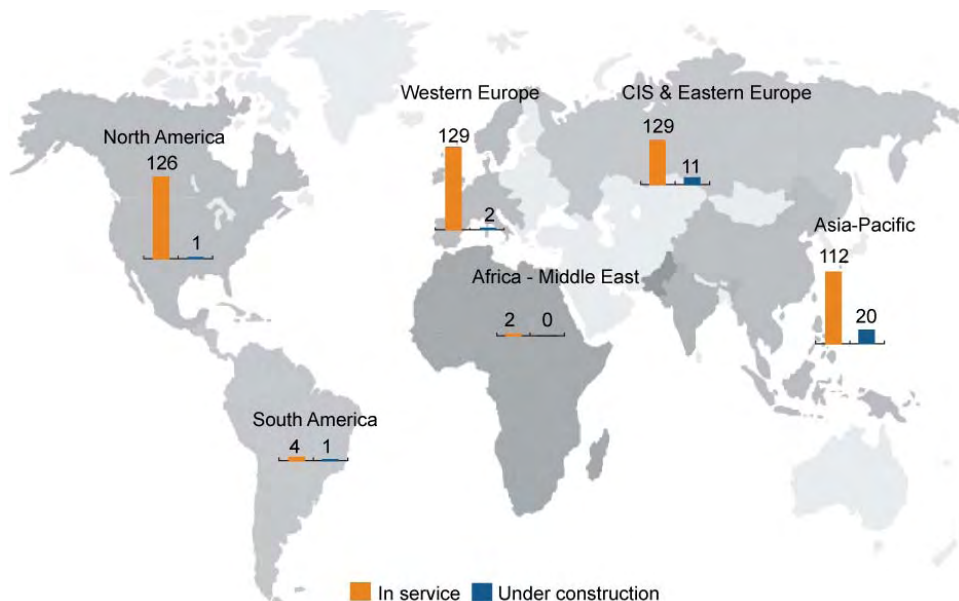 Western Europe
129
2
CIS & Eastern Europe
129
11
North America
126
1
Asia-Pacific
112
20
Africa - Middle East
2
0
South America
4
1
In service
Under construction